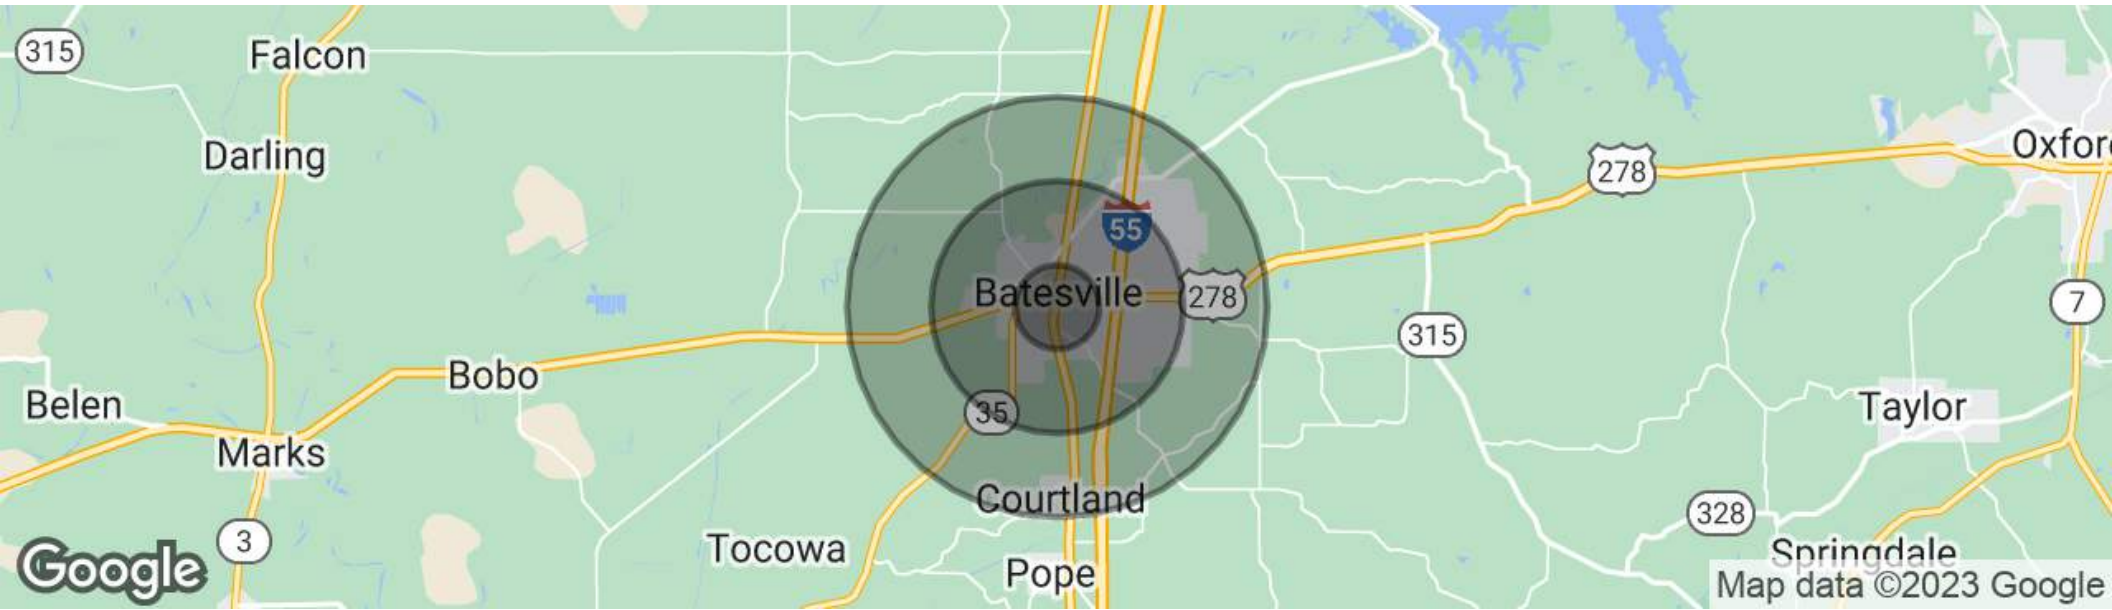 315
Falcon
Darling
278
Oxfor
55
Batesville
278
7
315
Bobo
Belen
35
Taylor
Marks
Courtland
328
3
Tocowa
Springdale
Pope
Google
Map data ©2023 Google